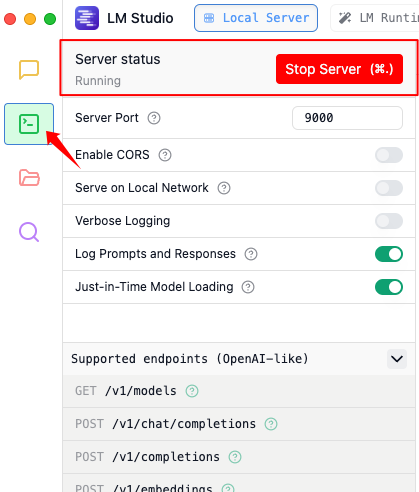 LM Studio
Local Server
LM Runti
Server status
Running
Stop Server (⌘.)
Server Port
9000
Enable CORS
Serve on Local Network
Verbose Logging
Log Prompts and Responses
Just-in-Time Model Loading
Supported endpoints (OpenAI-like)
GET /v1/models
POST /v1/chat/completions
POST /v1/completions
POST /v1/embeddings